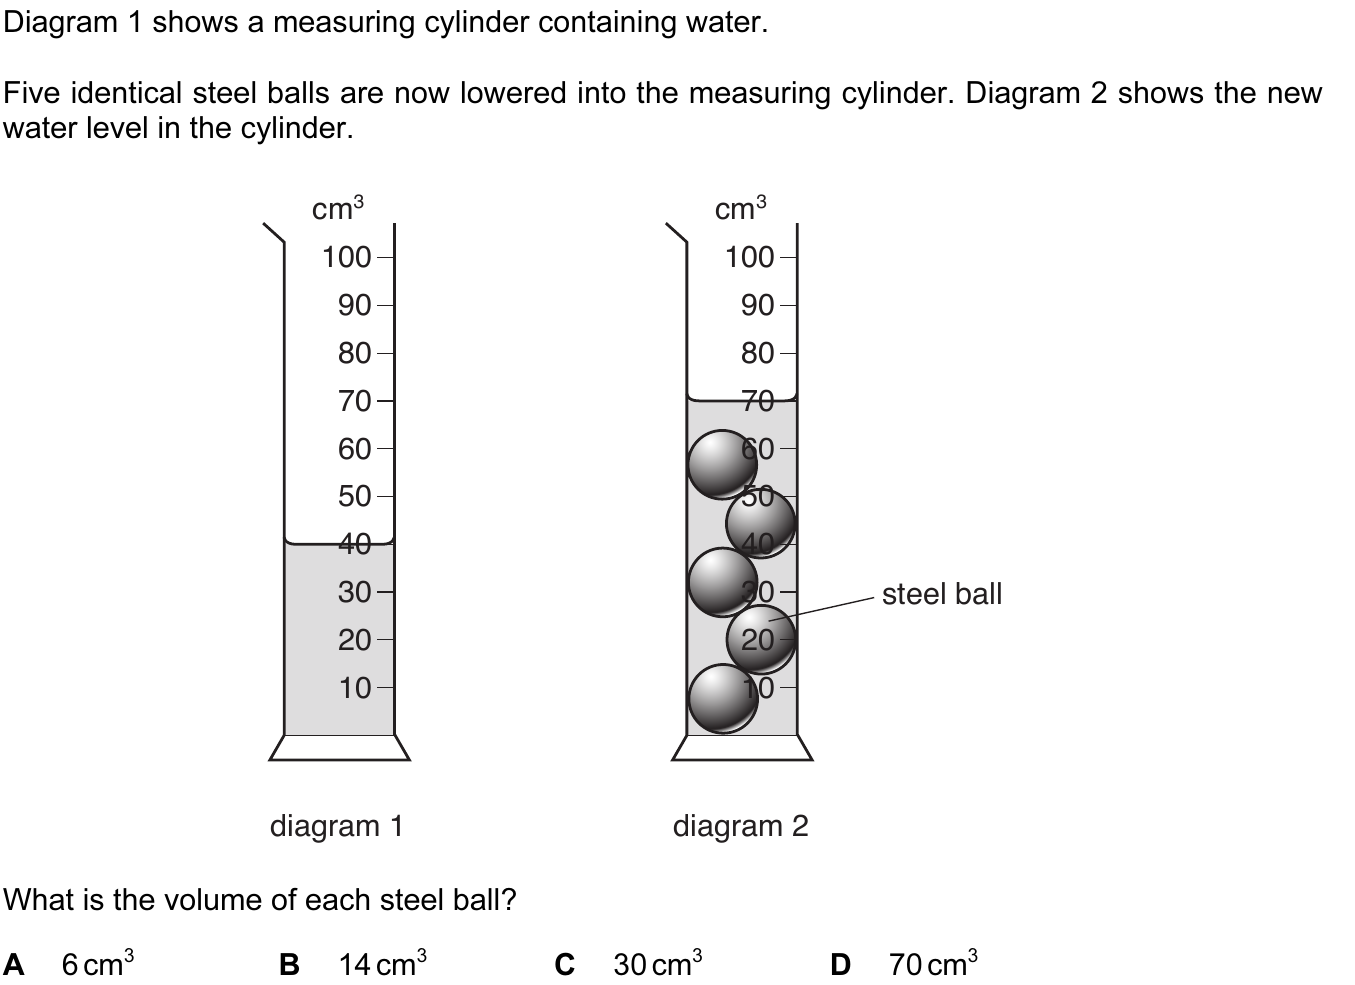 Diagram 1 shows a measuring cylinder containing water.
Five identical steel balls are now lowered into the measuring cylinder. Diagram 2 shows the new
water level in the cylinder.
cm³
100
90
80
70
60
50
40
30
20
10
diagram 1
cm³
100
90
80
70
60
50
40
30
20
10
steel ball
diagram 2
What is the volume of each steel ball?
A 6 cm³ B 14 cm³ C 30 cm³ D 70 cm³